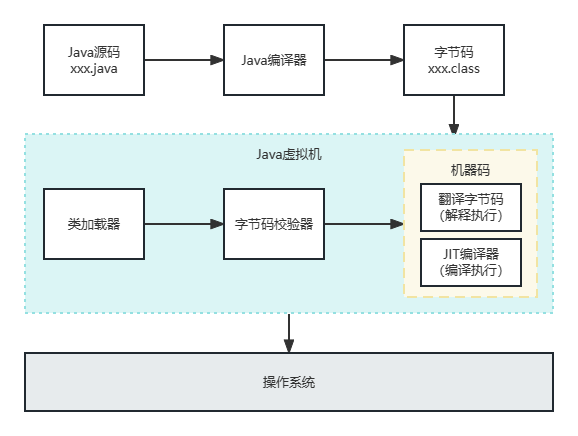 Java源码
xxx.java
Java编译器
字节码
xxx.class
Java虚拟机
机器码
类加载器
字节码校验器
翻译字节码
（解释执行）
JIT编译器
（编译执行）
操作系统